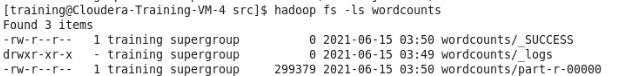 [training@Cloudera-Training-VM-4 src]$ hadoop fs -ls wordcounts
Found 3 items
-rw-r--r--   1 training supergroup          0 2021-06-15 03:50 wordcounts/_SUCCESS
drwxr-xr-x   - training supergroup          0 2021-06-15 03:49 wordcounts/_logs
-rw-r--r--   1 training supergroup     299379 2021-06-15 03:50 wordcounts/part-r-00000